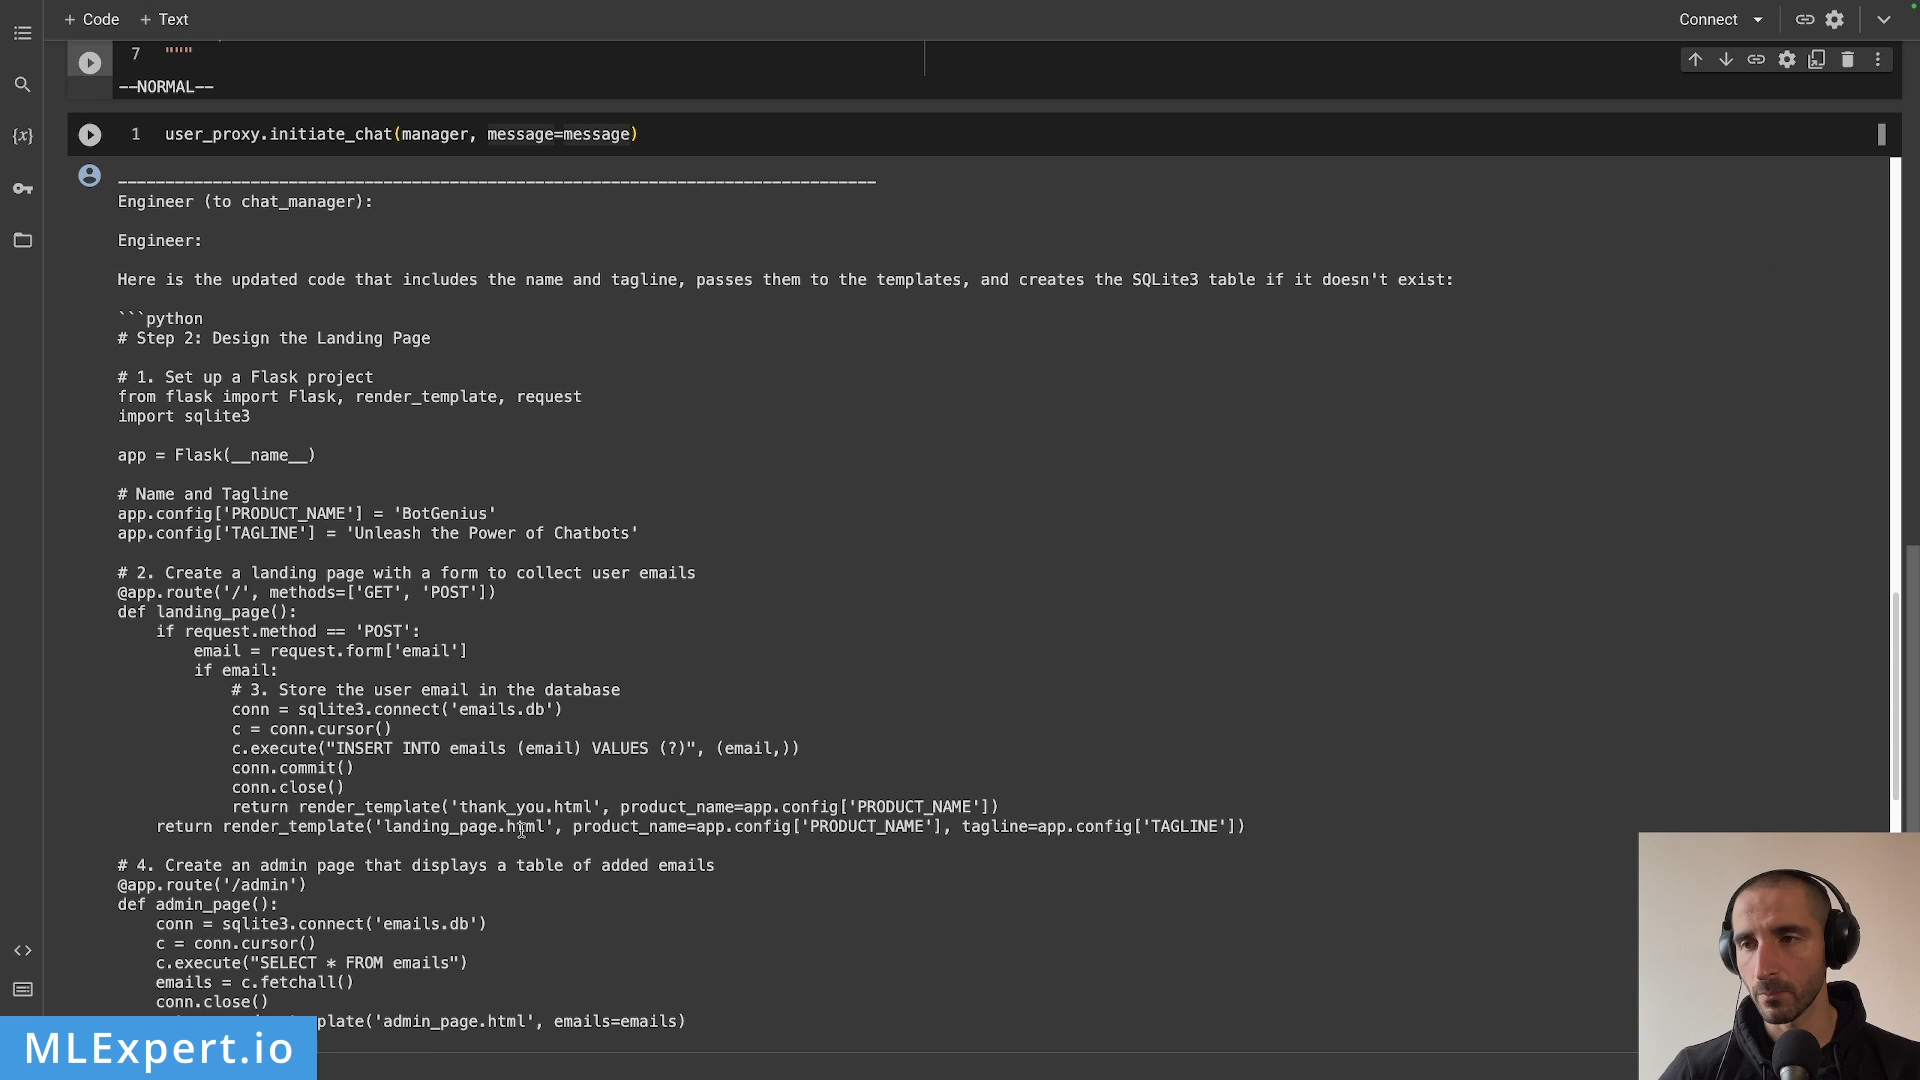 + Code + Text
Connect
7 """
--NORMAL--
1 user_proxy.initiate_chat(manager, message=message)
--------------------------------------------------------------------------------
Engineer (to chat_manager):
Engineer:
Here is the updated code that includes the name and tagline, passes them to the templates, and creates the SQLite3 table if it doesn't exist:
```python
# Step 2: Design the Landing Page
# 1. Set up a Flask project
from flask import Flask, render_template, request
import sqlite3
app = Flask(__name__)
# Name and Tagline
app.config['PRODUCT_NAME'] = 'BotGenius'
app.config['TAGLINE'] = 'Unleash the Power of Chatbots'
# 2. Create a landing page with a form to collect user emails
@app.route('/', methods=['GET', 'POST'])
def landing_page():
    if request.method == 'POST':
        email = request.form['email']
        if email:
            # 3. Store the user email in the database
            conn = sqlite3.connect('emails.db')
            c = conn.cursor()
            c.execute("INSERT INTO emails (email) VALUES (?)", (email,))
            conn.commit()
            conn.close()
            return render_template('thank_you.html', product_name=app.config['PRODUCT_NAME'])
    return render_template('landing_page.html', product_name=app.config['PRODUCT_NAME'], tagline=app.config['TAGLINE'])
# 4. Create an admin page that displays a table of added emails
@app.route('/admin')
def admin_page():
    conn = sqlite3.connect('emails.db')
    c = conn.cursor()
    c.execute("SELECT * FROM emails")
    emails = c.fetchall()
    conn.close()
plate('admin_page.html', emails=emails)
MLExpert.io